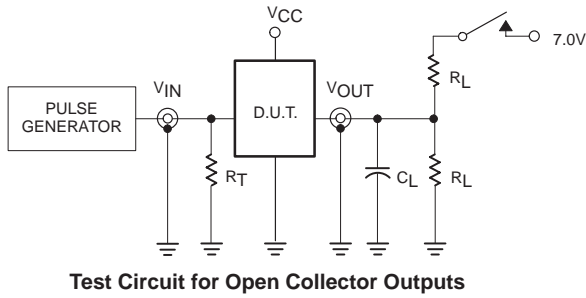 VCC
7.0V
RL
VIN
VOUT
PULSE
GENERATOR
D.U.T.
RT
CL
RL
Test Circuit for Open Collector Outputs